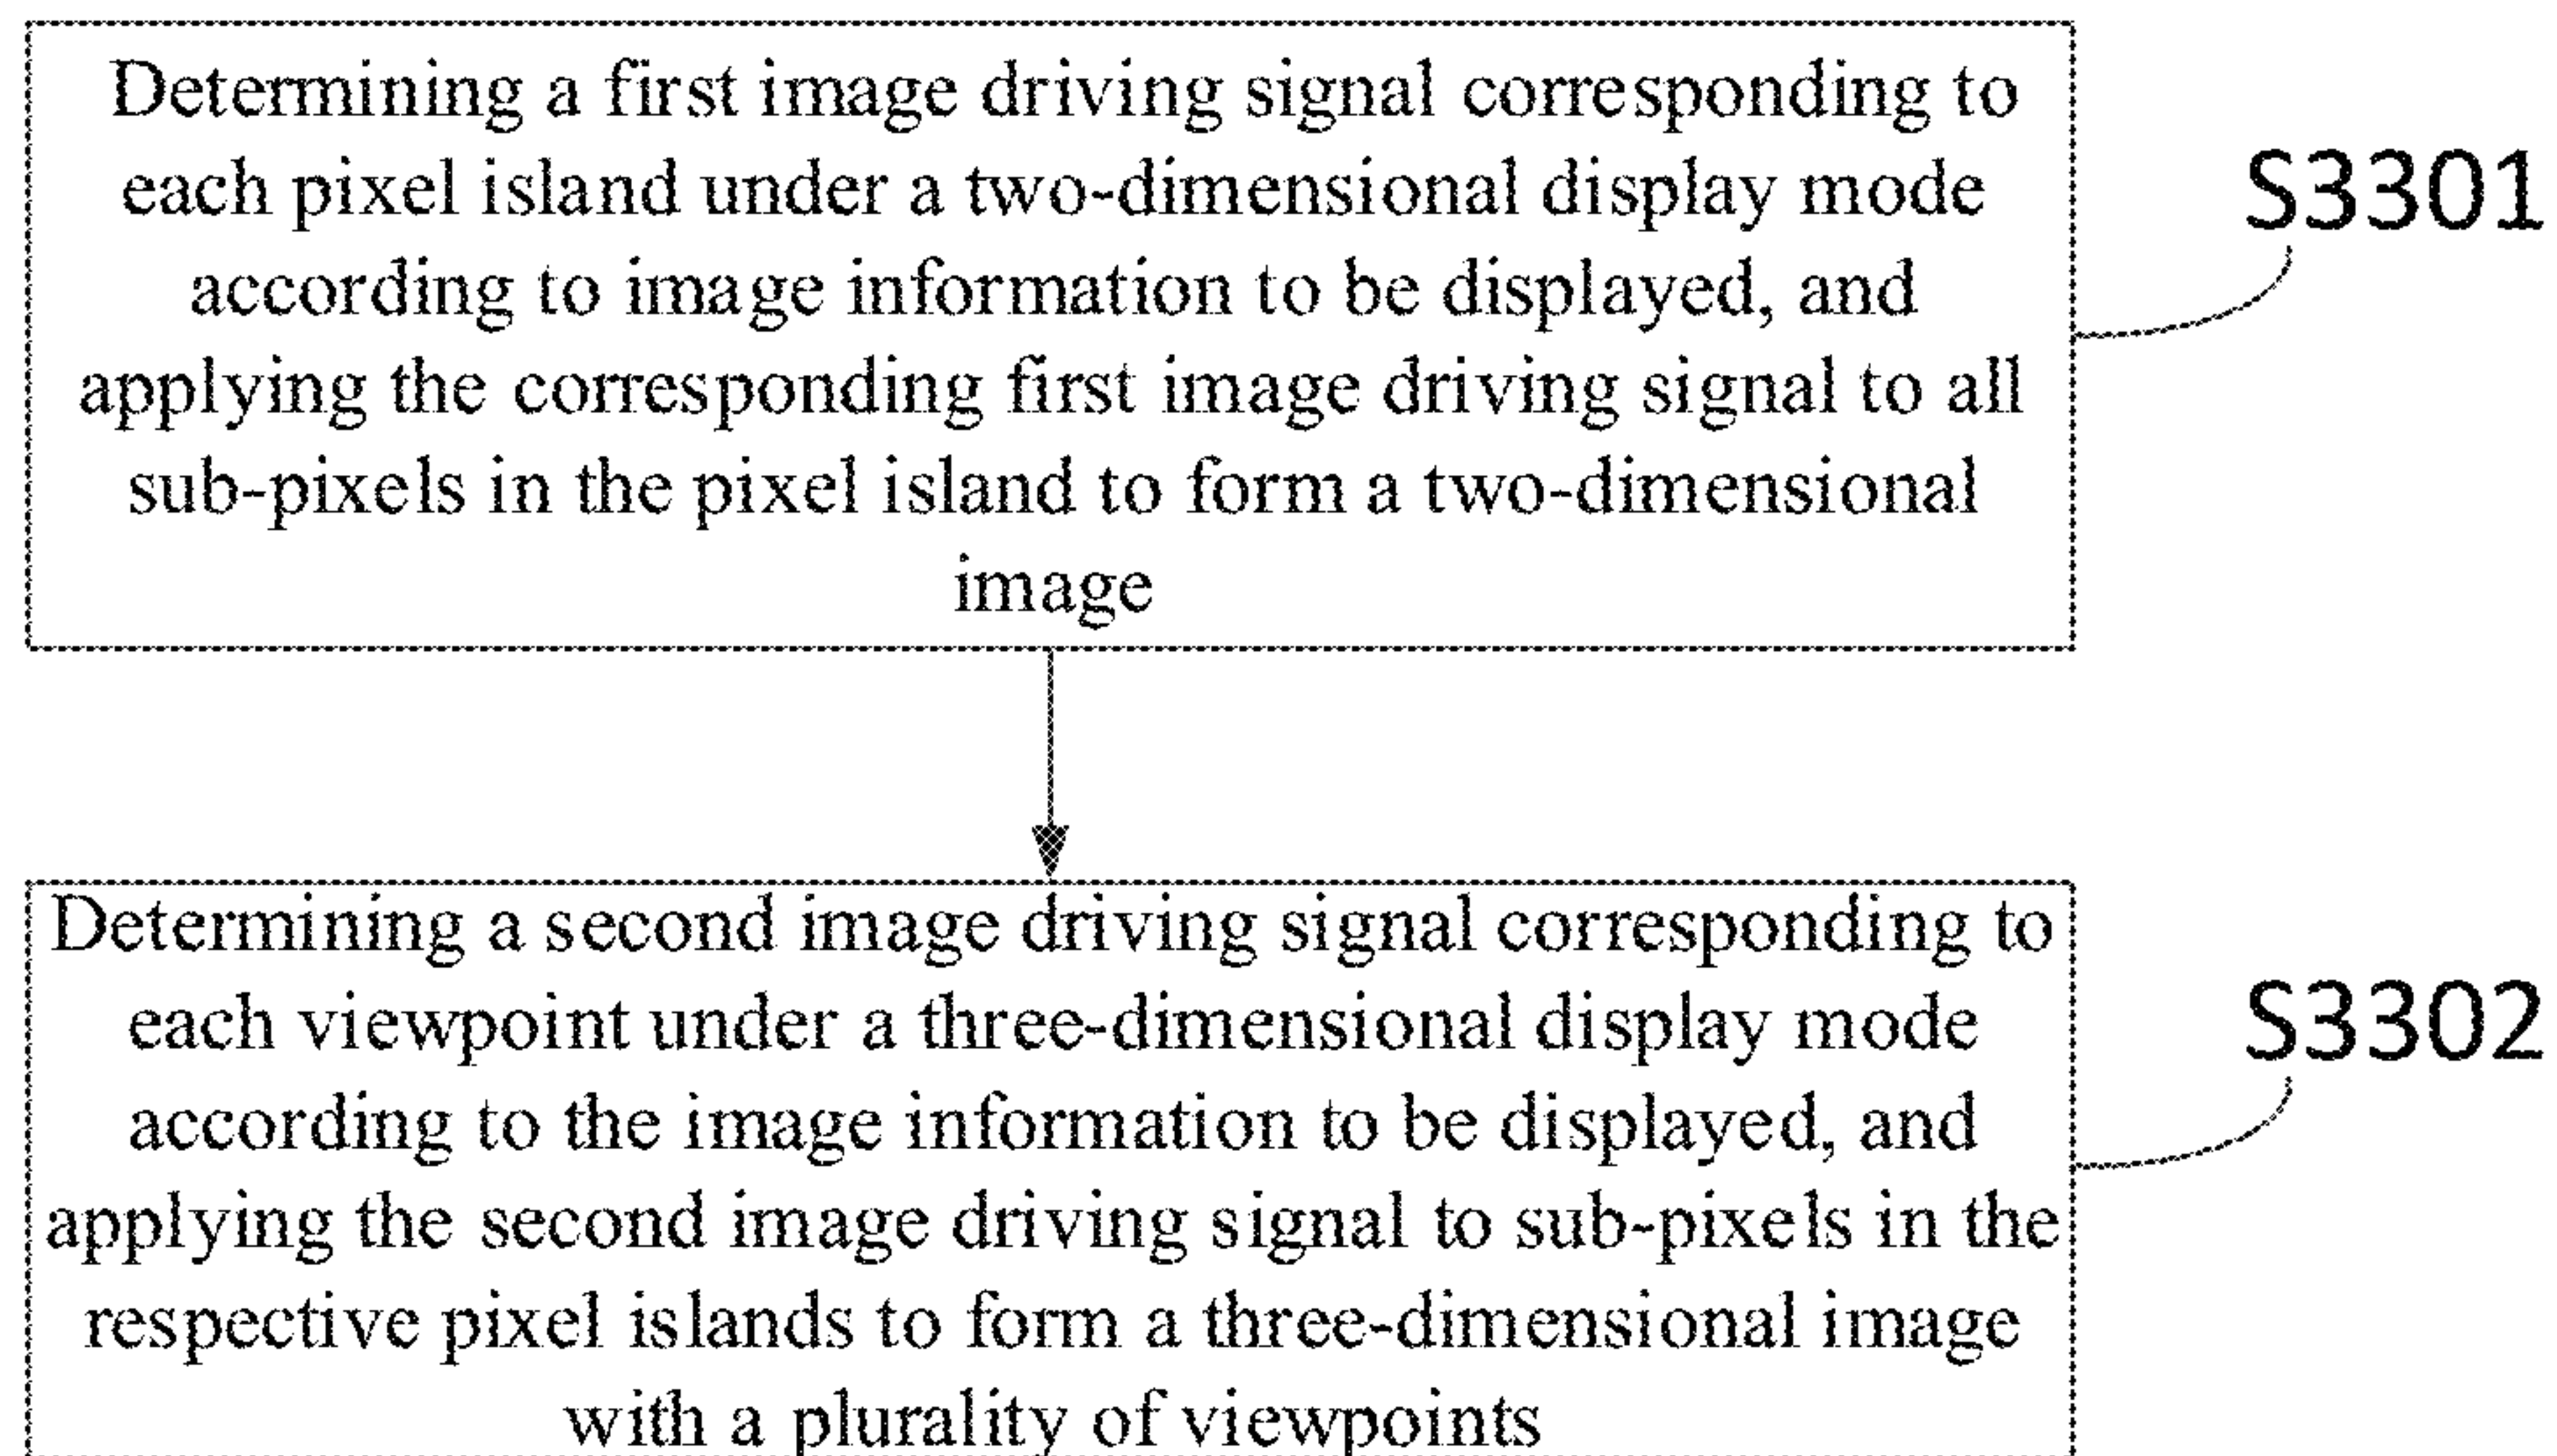 Determining a first image driving signal corresponding to
each pixel island under a two-dimensional display mode
according to image information to be displayed, and
applying the corresponding first image driving signal to all
sub-pixels in the pixel island to form a two-dimensional
image
S3301
Determining a second image driving signal corresponding to
each viewpoint under a three-dimensional display mode
according to the image information to be displayed, and
applying the second image driving signal to sub-pixels in the
respective pixel islands to form a three-dimensional image
with a plurality of viewpoints
S3302